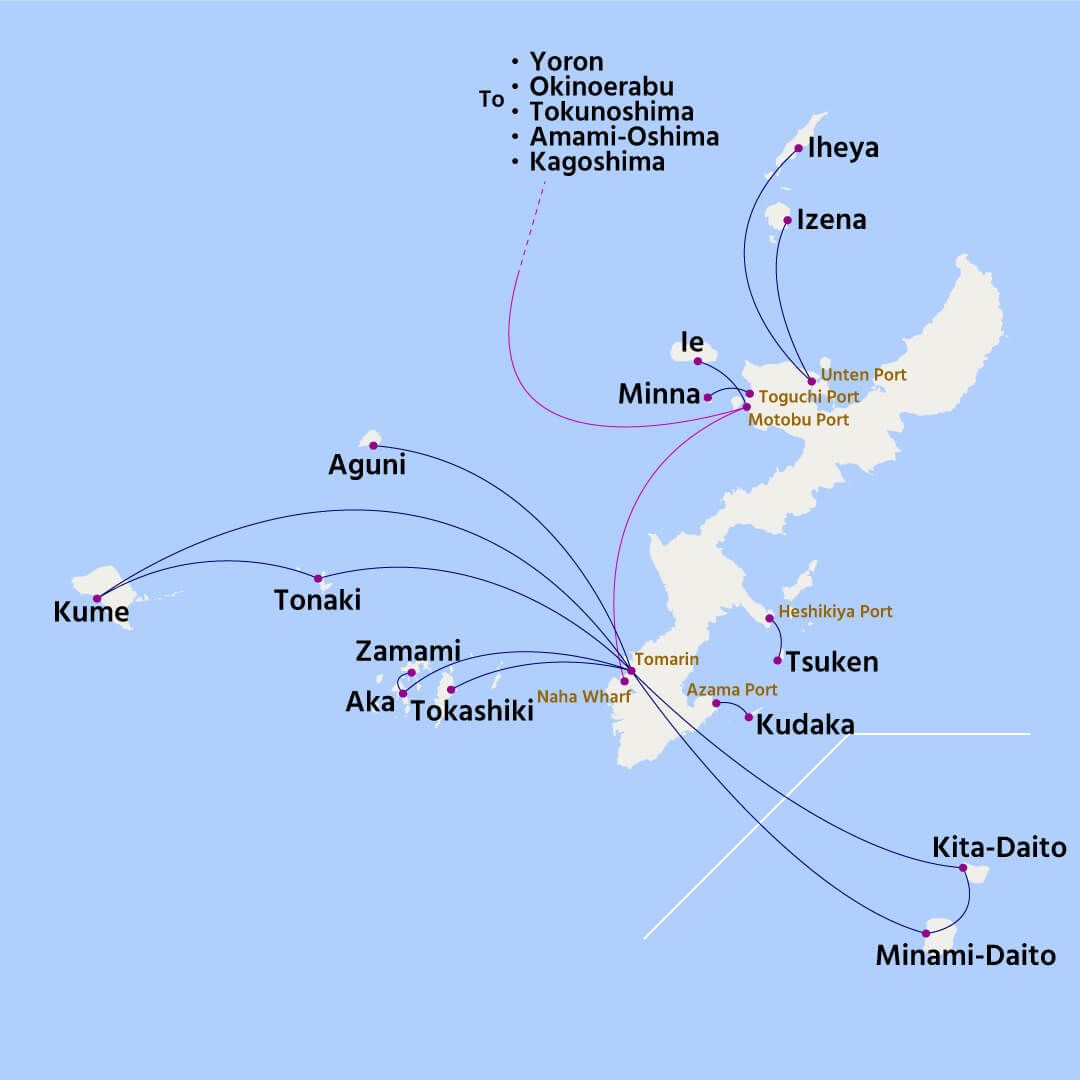 • Yoron
To • Okinoerabu
• Tokunoshima
• Amami-Oshima
• Kagoshima
Iheya
Izena
Ie
Unten Port
Minna
Toguchi Port
Motobu Port
Aguni
Kume
Tonaki
Heshikiya Port
Zamami
Tomarin
Tsuken
Aka
Tokashiki
Naha Wharf
Azama Port
Kudaka
Kita-Daito
Minami-Daito